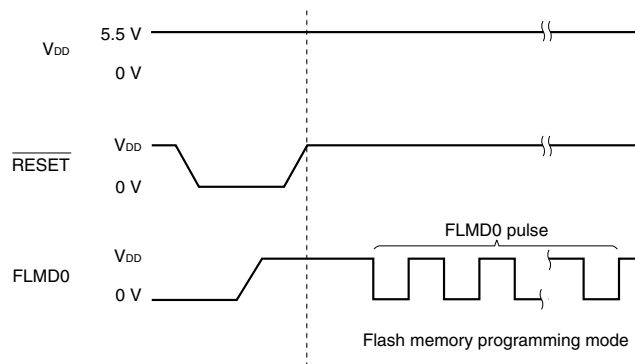 VDD
5.5 V
0 V
RESET
VDD
0 V
FLMD0 pulse
FLMD0
VDD
0 V
Flash memory programming mode